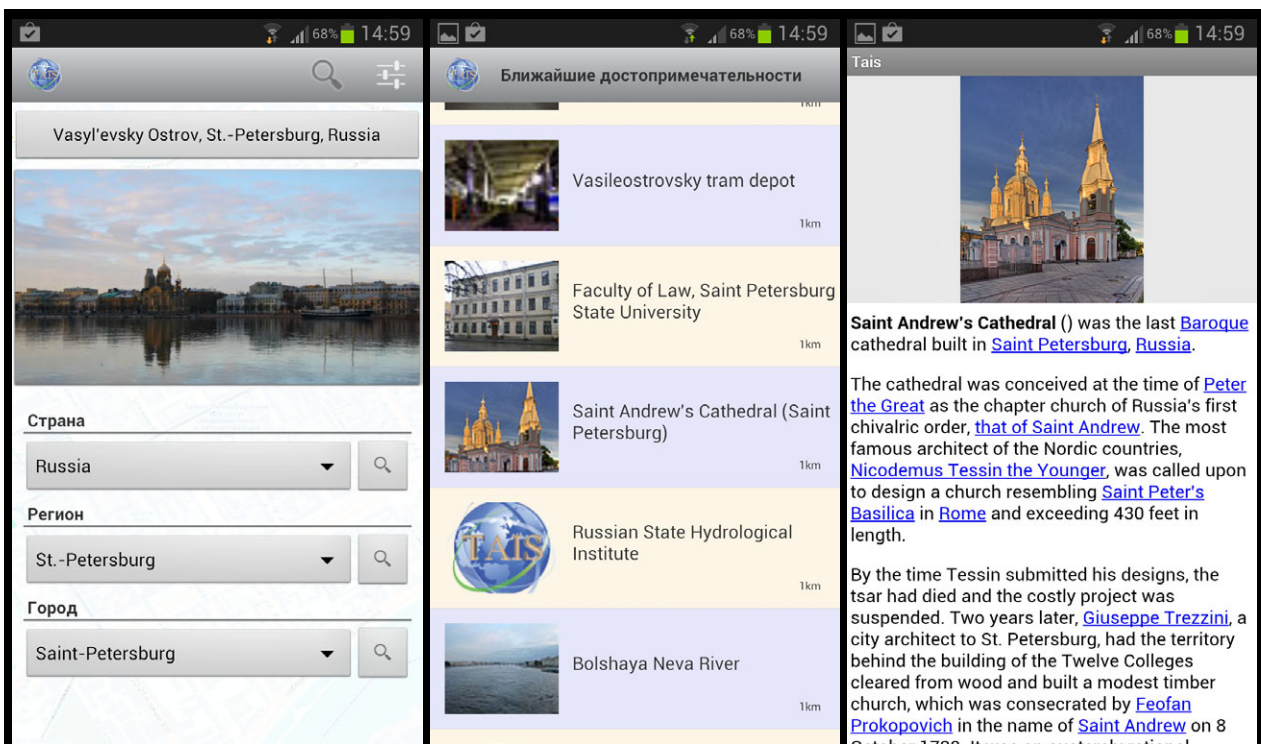 68% 14:59
TAIS
Vasyl'evsky Ostrov, St.-Petersburg, Russia
Страна
Russia
Регион
St.-Petersburg
Город
Saint-Petersburg
68% 14:59
Ближайшие достопримечательности
1km
Vasileostrovsky tram depot
1km
Faculty of Law, Saint Petersburg
State University
1km
Saint Andrew's Cathedral (Saint
Petersburg)
1km
TAIS
Russian State Hydrological
Institute
1km
Bolshaya Neva River
1km
68% 14:59
Tais
Saint Andrew's Cathedral () was the last Baroque
cathedral built in Saint Petersburg, Russia.
The cathedral was conceived at the time of Peter
the Great as the chapter church of Russia's first
chivalric order, that of Saint Andrew. The most
famous architect of the Nordic countries,
Nicodemus Tessin the Younger, was called upon
to design a church resembling Saint Peter's
Basilica in Rome and exceeding 430 feet in
length.
By the time Tessin submitted his designs, the
tsar had died and the costly project was
suspended. Two years later, Giuseppe Trezzini, a
city architect to St. Petersburg, had the territory
behind the building of the Twelve Colleges
cleared from wood and built a modest timber
church, which was consecrated by Feofan
Prokopovich in the name of Saint Andrew on 8